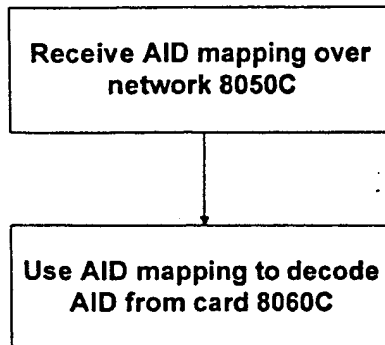 Receive AID mapping over
network 8050C
Use AID mapping to decode
AID from card 8060C